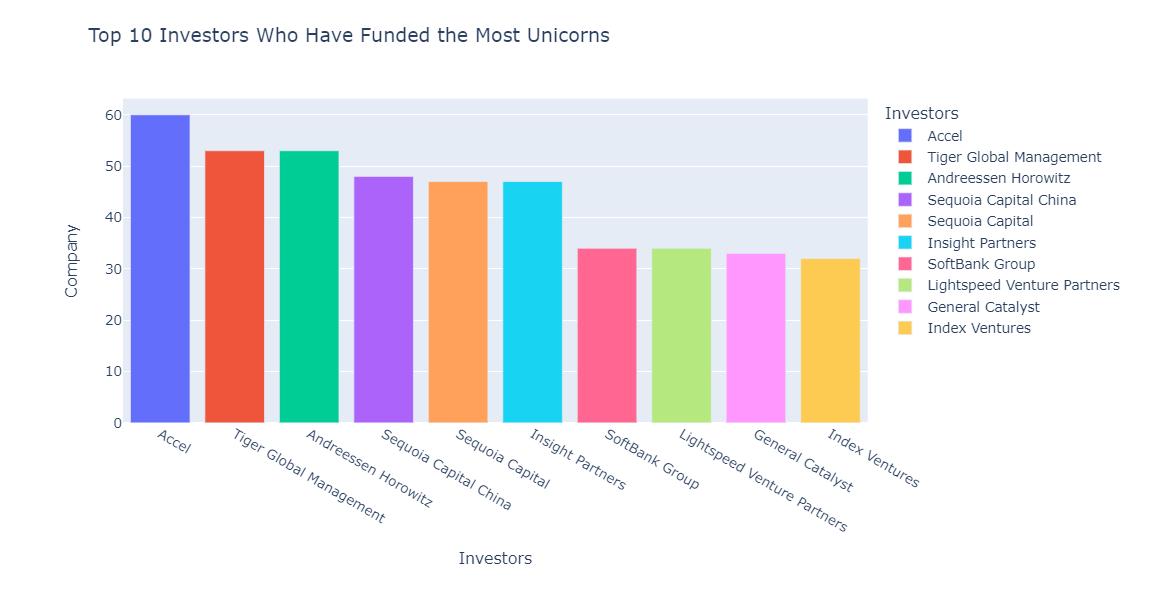 Top 10 Investors Who Have Funded the Most Unicorns
Company
60
50
40
30
20
10
0
Accel
Tiger Global Management
Andreessen Horowitz
Sequoia Capital China
Sequoia Capital
Insight Partners
SoftBank Group
Lightspeed Venture Partners
General Catalyst
Index Ventures
Investors
Investors
Accel
Tiger Global Management
Andreessen Horowitz
Sequoia Capital China
Sequoia Capital
Insight Partners
SoftBank Group
Lightspeed Venture Partners
General Catalyst
Index Ventures